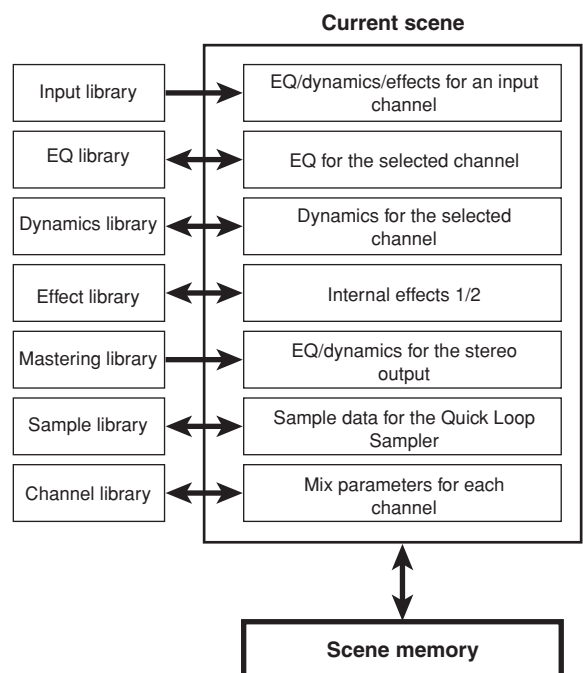 Current scene
Input library
EQ/dynamics/effects for an input
channel
EQ library
EQ for the selected channel
Dynamics library
Dynamics for the selected
channel
Effect library
Internal effects 1/2
Mastering library
EQ/dynamics for the stereo
output
Sample library
Sample data for the Quick Loop
Sampler
Channel library
Mix parameters for each
channel
Scene memory